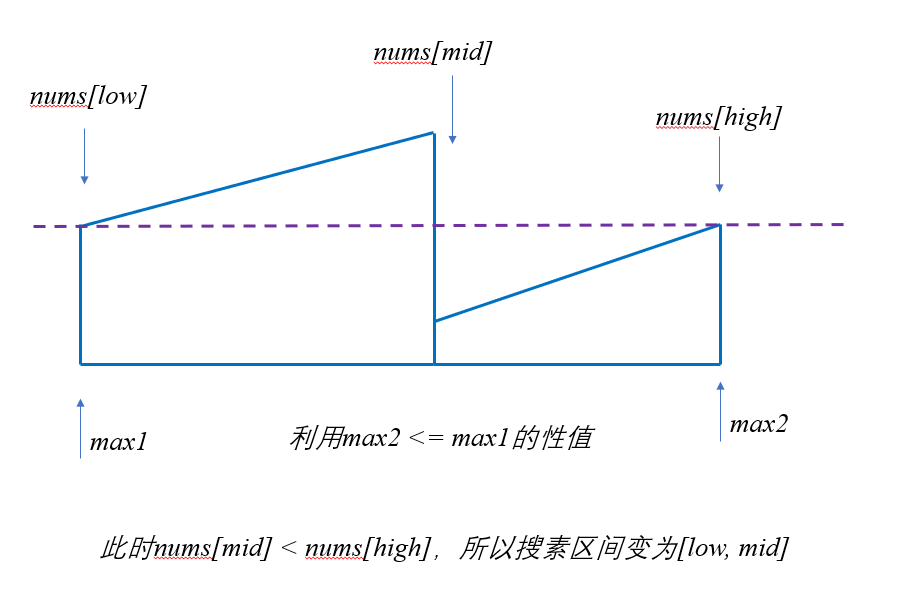 nums[mid]
nums[low]
nums[high]
max1
max2
利用max2 <= max1的性值
此时nums[mid] < nums[high]，所以搜素区间变为[low, mid]